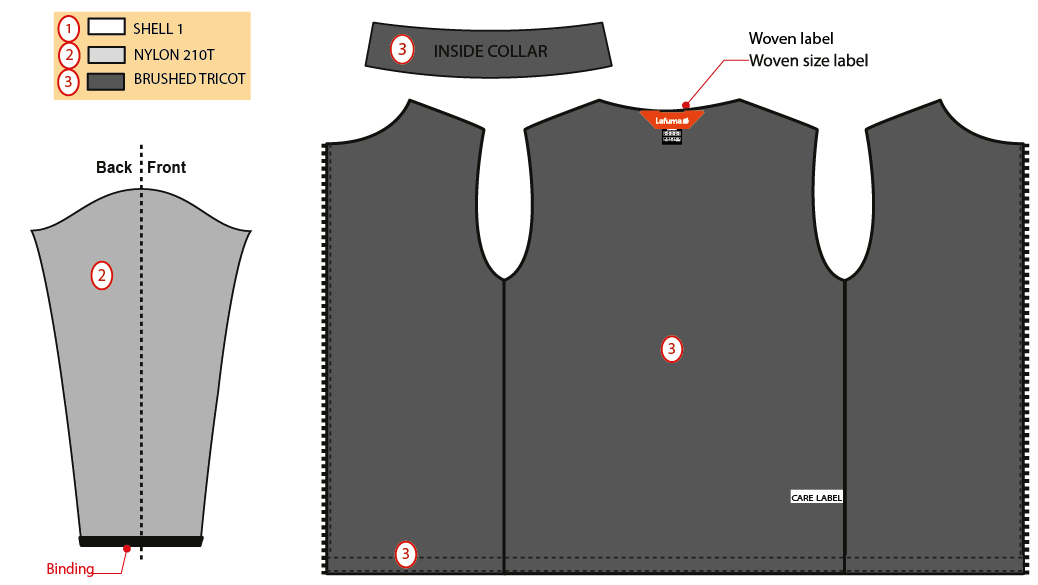 1 SHELL 1
2 NYLON 210T
3 BRUSHED TRICOT
3 INSIDE COLLAR
Woven label
Woven size label
Lafuma
Back Front
2
3
CARE LABEL
3
Binding